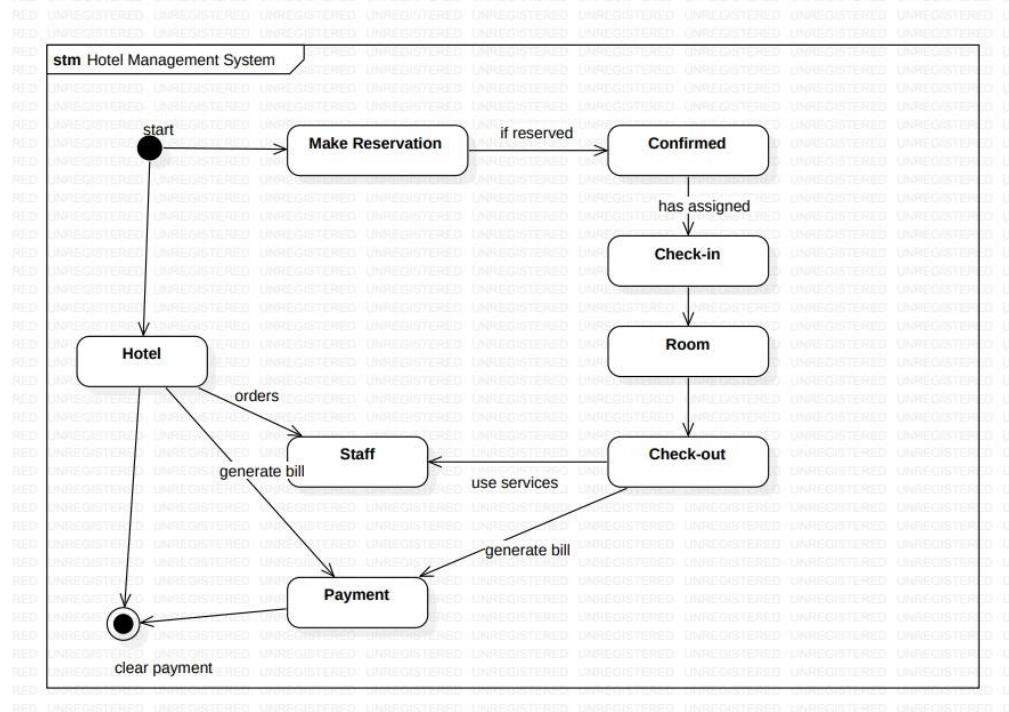 stm Hotel Management System
start
Make Reservation
if reserved
Confirmed
has assigned
Check-in
Hotel
Room
orders
Staff
Check-out
generate bill
use services
generate bill
Payment
clear payment
UNREGISTERED